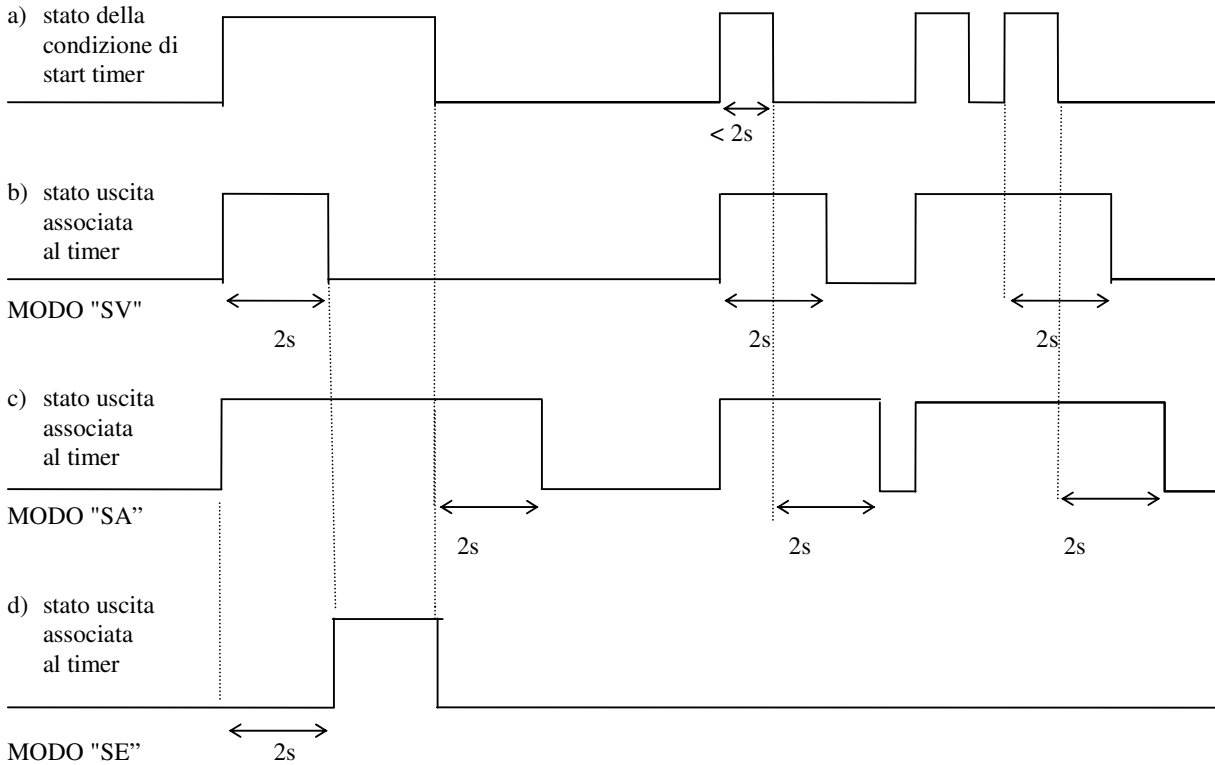 a) stato della
condizione di
start timer
< 2s
b) stato uscita
associata
al timer
MODO "SV"
2s
2s
2s
c) stato uscita
associata
al timer
MODO "SA”
2s
2s
2s
d) stato uscita
associata
al timer
MODO "SE”
2s